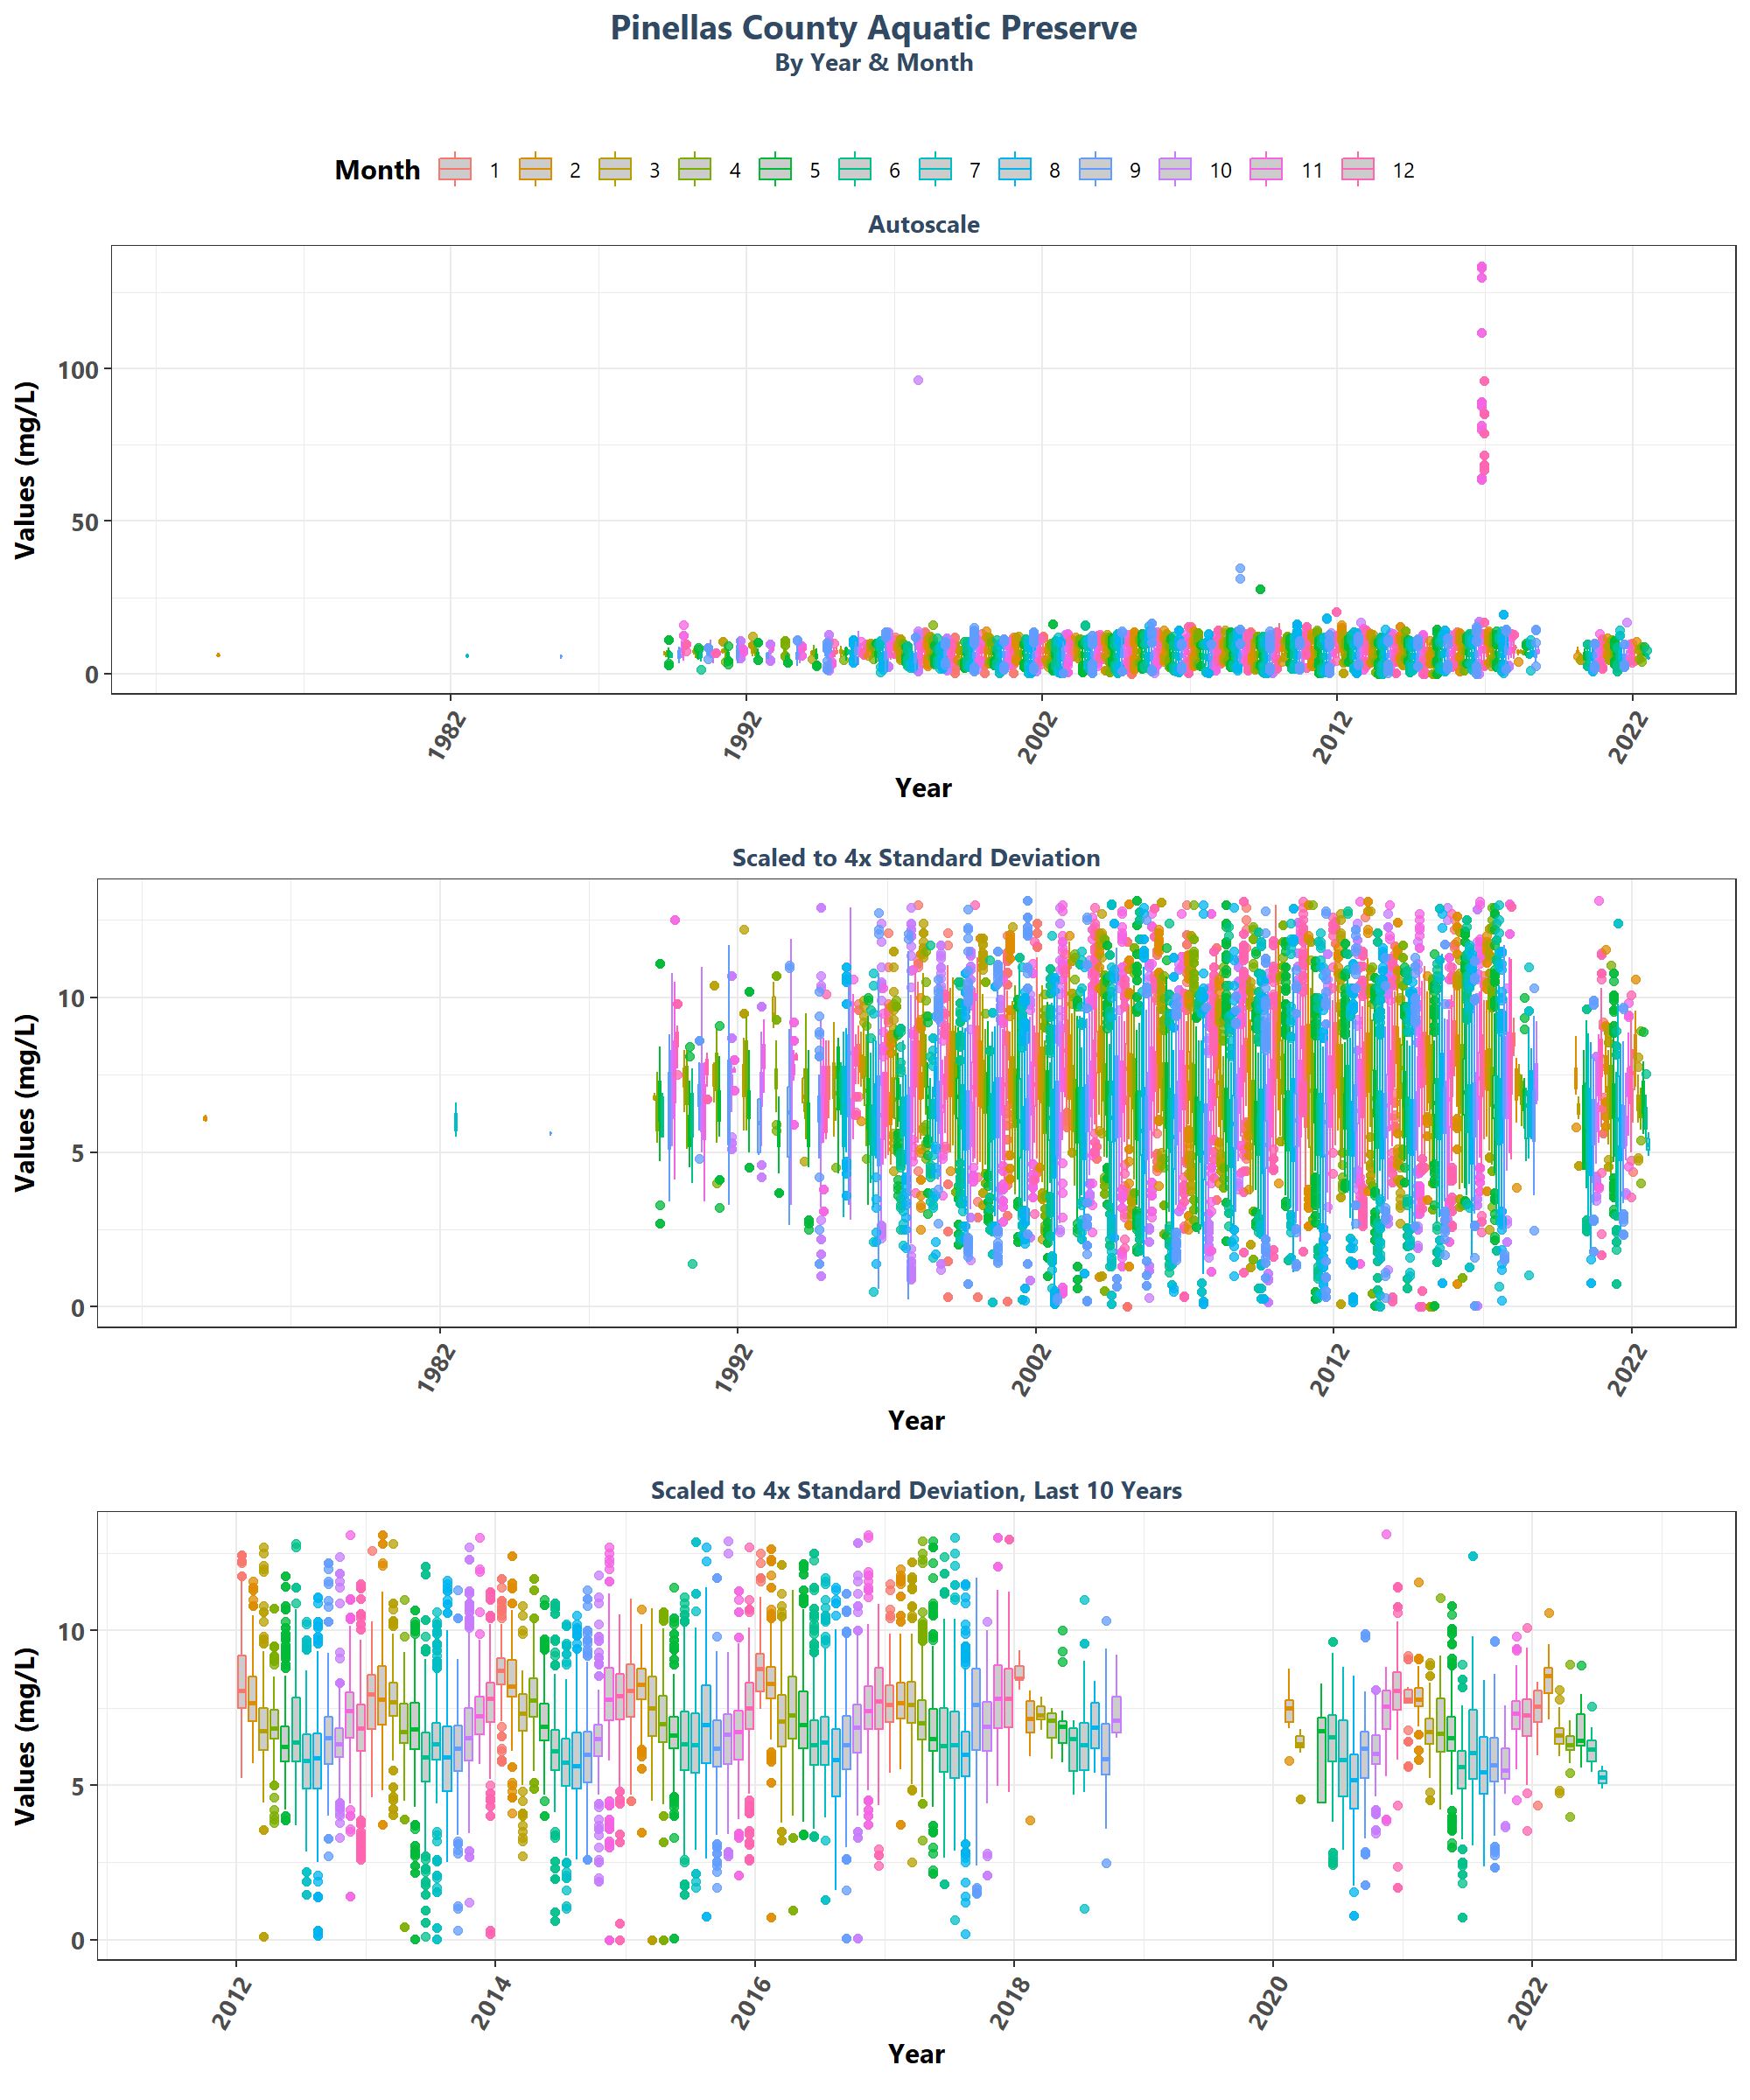 Pinellas County Aquatic Preserve
By Year & Month
Month 1 2 3 4 5 6 7 8 9 10 11 12
Autoscale
Values (mg/L)
100
50
0
1982 1992 2002 2012 2022
Year
Scaled to 4x Standard Deviation
Values (mg/L)
10
5
0
1982 1992 2002 2012 2022
Year
Scaled to 4x Standard Deviation, Last 10 Years
Values (mg/L)
10
5
0
2012 2014 2016 2018 2020 2022
Year